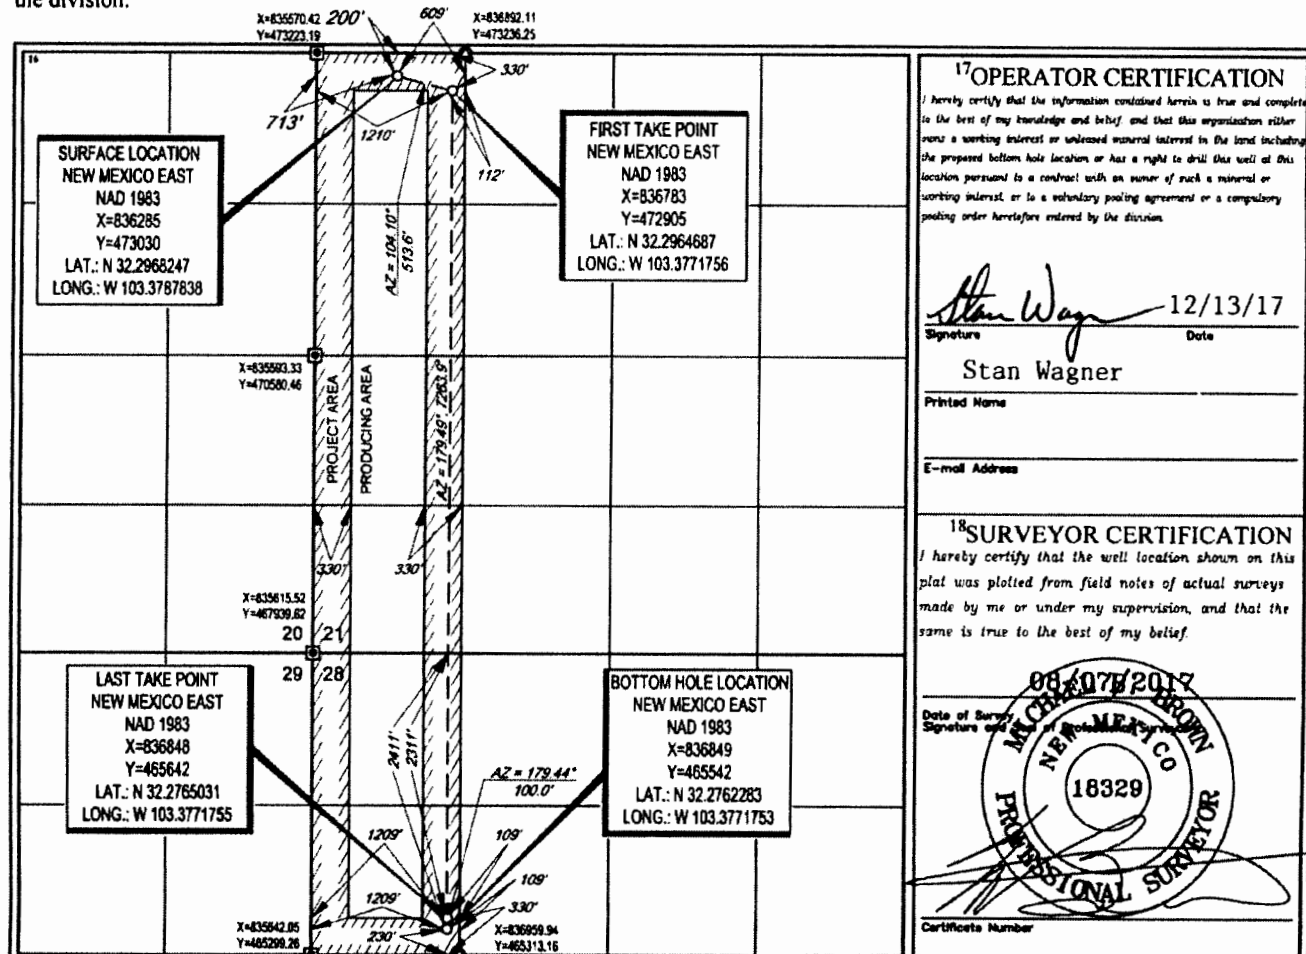 the division.
X=835570.42
Y=473223.19
200'
609'
X=836892.11
Y=473236.25
16
330'
713'
1210'
112'
SURFACE LOCATION
NEW MEXICO EAST
NAD 1983
X=836285
Y=473030
LAT.: N 32.2968247
LONG.: W 103.3787838
FIRST TAKE POINT
NEW MEXICO EAST
NAD 1983
X=836783
Y=472905
LAT.: N 32.2964687
LONG.: W 103.3771756
AZ = 104.10°
513.6'
X=835593.33
Y=470580.46
PROJECT AREA
PRODUCING AREA
AZ = 179.49° 7263.9'
330'
330'
X=835615.52
Y=467939.62
20 21
29 28
LAST TAKE POINT
NEW MEXICO EAST
NAD 1983
X=836848
Y=465642
LAT.: N 32.2765031
LONG.: W 103.3771755
BOTTOM HOLE LOCATION
NEW MEXICO EAST
NAD 1983
X=836849
Y=465542
LAT.: N 32.2762283
LONG.: W 103.3771753
2411'
2311'
AZ = 179.44°
100.0'
1209'
109'
109'
1209'
330'
230'
X=835642.05
Y=465299.26
X=836959.94
Y=465313.16
17 OPERATOR CERTIFICATION
I hereby certify that the information contained herein is true and complete
to the best of my knowledge and belief, and that this organization either
owns a working interest or unleased mineral interest in the land including
the proposed bottom hole location or has a right to drill this well at this
location pursuant to a contract with an owner of such a mineral or
working interest, or to a voluntary pooling agreement or a compulsory
pooling order heretofore entered by the division.
Stan Wagner 12/13/17
Signature Date
Stan Wagner
Printed Name
E-mail Address
18 SURVEYOR CERTIFICATION
I hereby certify that the well location shown on this
plat was plotted from field notes of actual surveys
made by me or under my supervision, and that the
same is true to the best of my belief.
08/07/2017
Date of Survey
Signature and of Professional Surveyor
MICHAEL BROWN
NEW MEXICO
18329
PROFESSIONAL SURVEYOR
Certificate Number